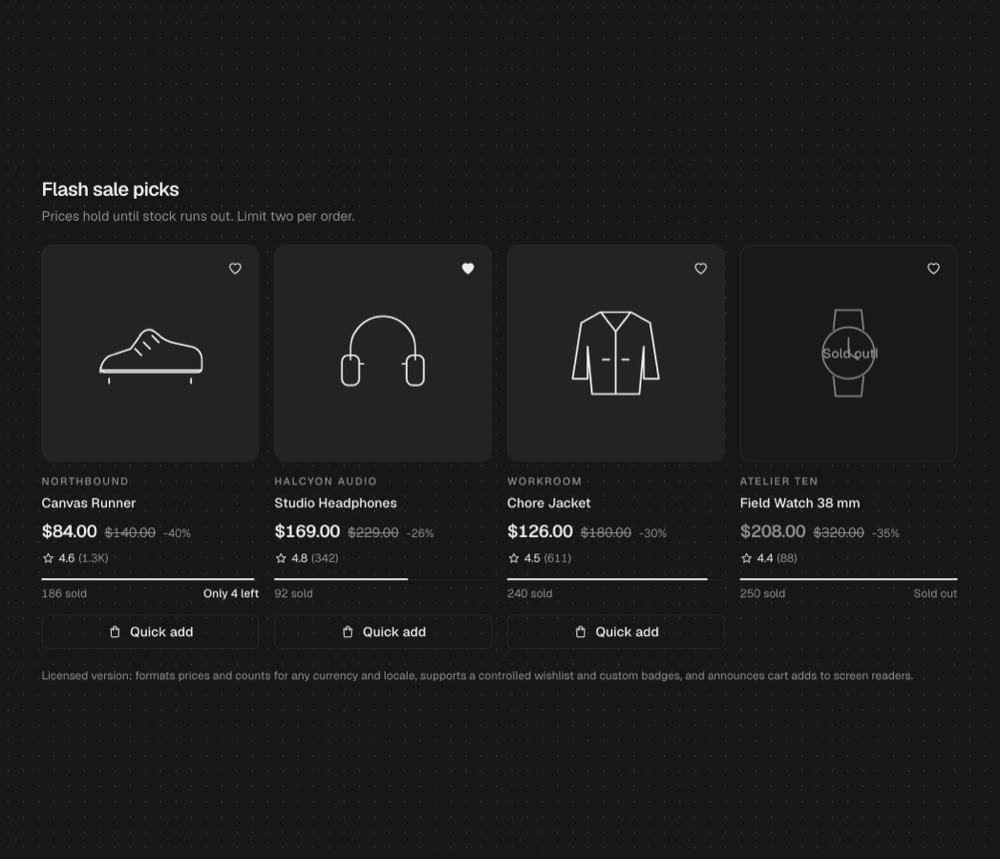 Flash sale picks
Prices hold until stock runs out. Limit two per order.
Sold out
NORTHBOUND
Canvas Runner
$84.00 $140.00 -40%
4.6 (1.3K)
186 sold Only 4 left
Quick add
HALCYON AUDIO
Studio Headphones
$169.00 $229.00 -26%
4.8 (342)
92 sold
Quick add
WORKROOM
Chore Jacket
$126.00 $180.00 -30%
4.5 (611)
240 sold
Quick add
ATELIER TEN
Field Watch 38 mm
$208.00 $320.00 -35%
4.4 (88)
250 sold Sold out
Licensed version: formats prices and counts for any currency and locale, supports a controlled wishlist and custom badges, and announces cart adds to screen readers.